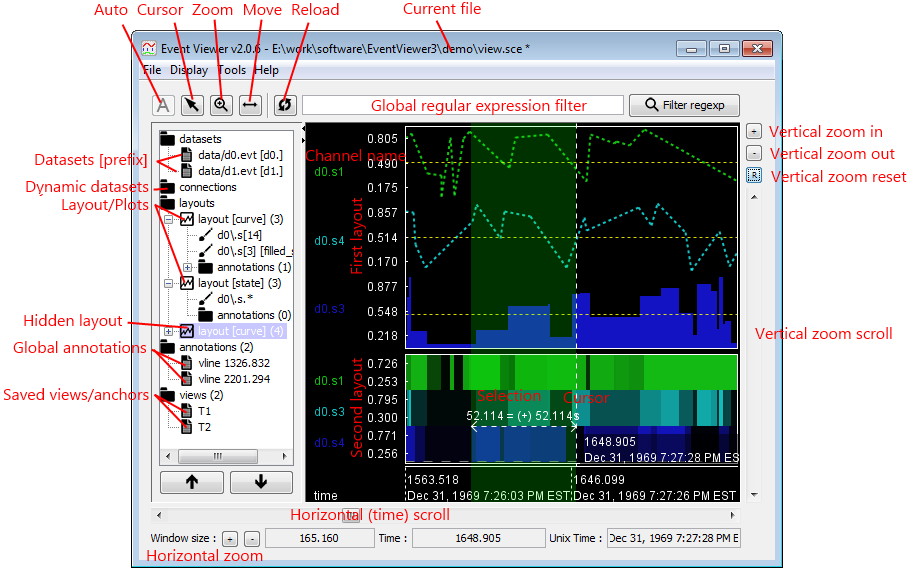 Auto Cursor Zoom Move Reload Current file
Event Viewer v2.0.6 - E:\work\software\EventViewer3\demo\view.sce *
File Display Tools Help
A Global regular expression filter Filter regexp
datasets
Datasets [prefix]
data/d0.evt [d0.]
data/d1.evt [d1.]
Dynamic datasets
connections
Layout/Plots
layouts
layout [curve] (3)
d0\.s[14]
d0\.s[3] [filled_s
annotations (1)
layout [state] (3)
d0\.s.*
annotations (0)
Hidden layout
layout [curve] (4)
Global annotations
annotations (2)
vline 1326.832
vline 2201.294
Saved views/anchors
views (2)
T1
T2
Channel name
First layout
d0.s1
0.805
0.490
0.175
d0.s4
0.857
0.514
0.170
d0.s3
0.877
0.548
0.218
Second layout
d0.s1
0.726
0.253
d0.s3
0.795
0.300
d0.s4
0.771
0.256
Selection
Cursor
52.114 = (+) 52.114s
1648.905
Dec 31, 1969 7:27:28 PM ES
time
1563.518
Dec 31, 1969 7:26:03 PM EST
1646.099
Dec 31, 1969 7:27:26 PM EST
+ Vertical zoom in
- Vertical zoom out
R Vertical zoom reset
Vertical zoom scroll
Horizontal (time) scroll
Window size : + - 165.160 Time : 1648.905 Unix Time : Dec 31, 1969 7:27:28 PM E
Horizontal zoom